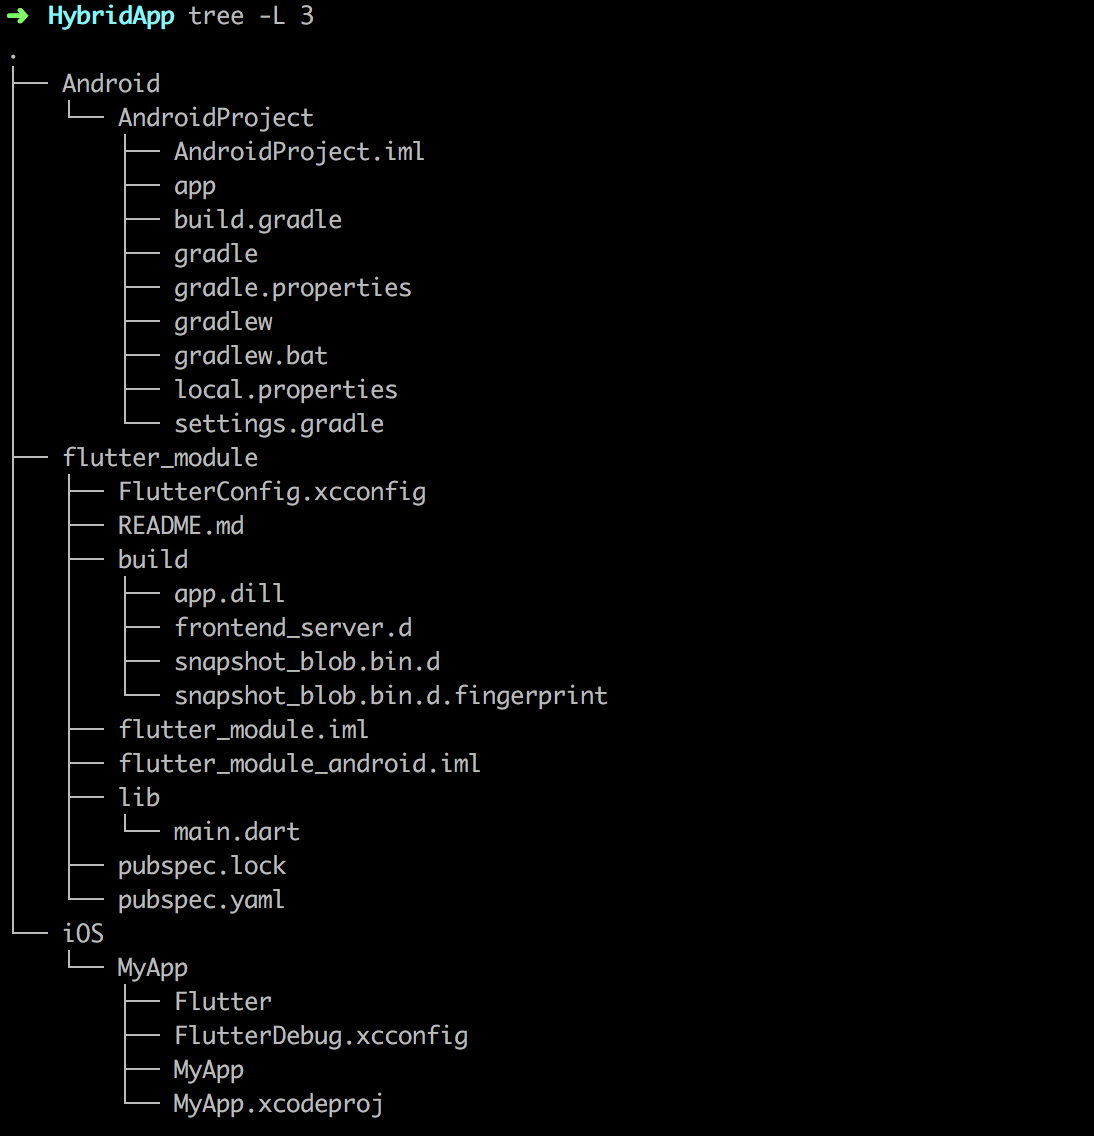 ➜ HybridApp tree -L 3
.
├── Android
│   └── AndroidProject
│       ├── AndroidProject.iml
│       ├── app
│       ├── build.gradle
│       ├── gradle
│       ├── gradle.properties
│       ├── gradlew
│       ├── gradlew.bat
│       ├── local.properties
│       └── settings.gradle
├── flutter_module
│   ├── FlutterConfig.xcconfig
│   ├── README.md
│   ├── build
│   │   ├── app.dill
│   │   ├── frontend_server.d
│   │   ├── snapshot_blob.bin.d
│   │   └── snapshot_blob.bin.d.fingerprint
│   ├── flutter_module.iml
│   ├── flutter_module_android.iml
│   ├── lib
│   │   └── main.dart
│   ├── pubspec.lock
│   └── pubspec.yaml
└── iOS
    └── MyApp
        ├── Flutter
        ├── FlutterDebug.xcconfig
        ├── MyApp
        └── MyApp.xcodeproj